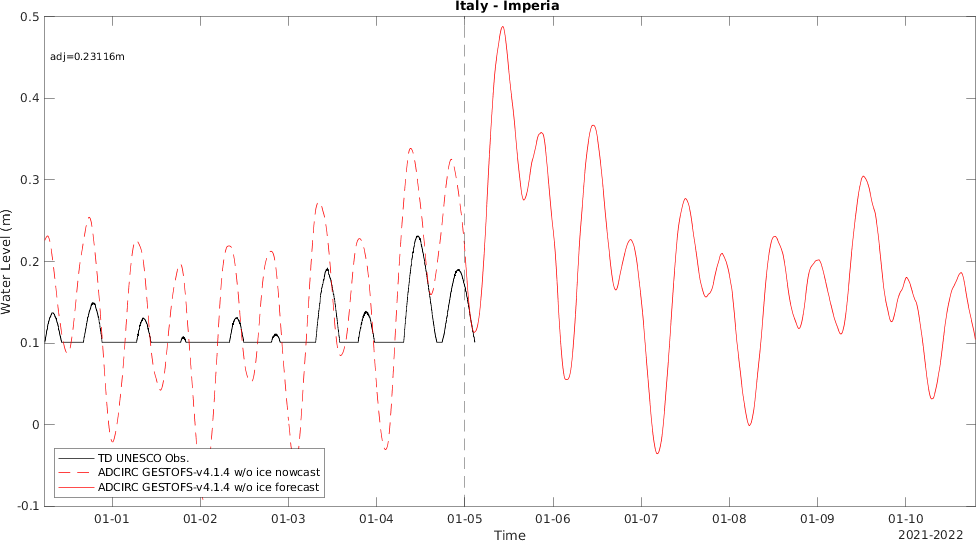 Italy - Imperia
adj=0.23116m
0.5
0.4
0.3
0.2
0.1
0
-0.1
Water Level (m)
TD UNESCO Obs.
ADCIRC GESTOFS-v4.1.4 w/o ice nowcast
ADCIRC GESTOFS-v4.1.4 w/o ice forecast
01-01 01-02 01-03 01-04 01-05 01-06 01-07 01-08 01-09 01-10
Time
2021-2022